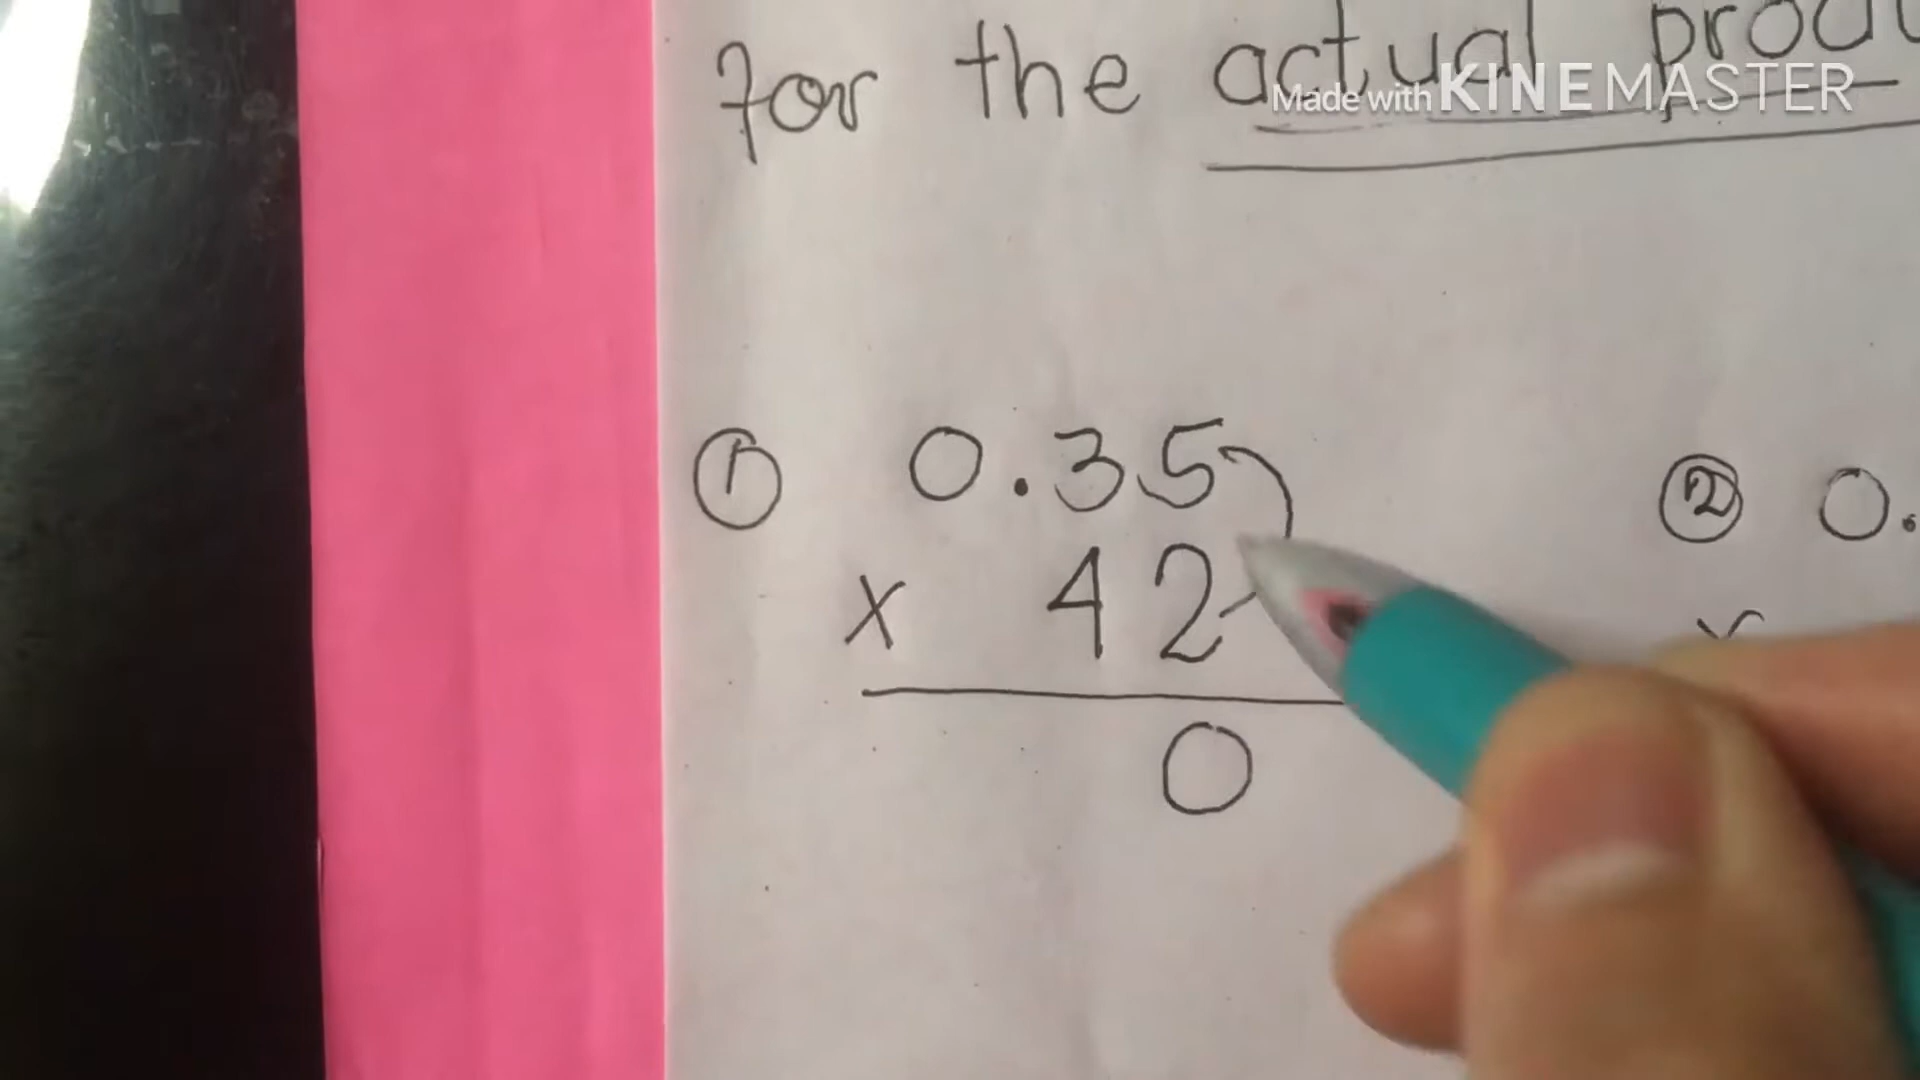 for the actual
Made with KINEMASTER
① 0.35
x 42
0
② 0.
x